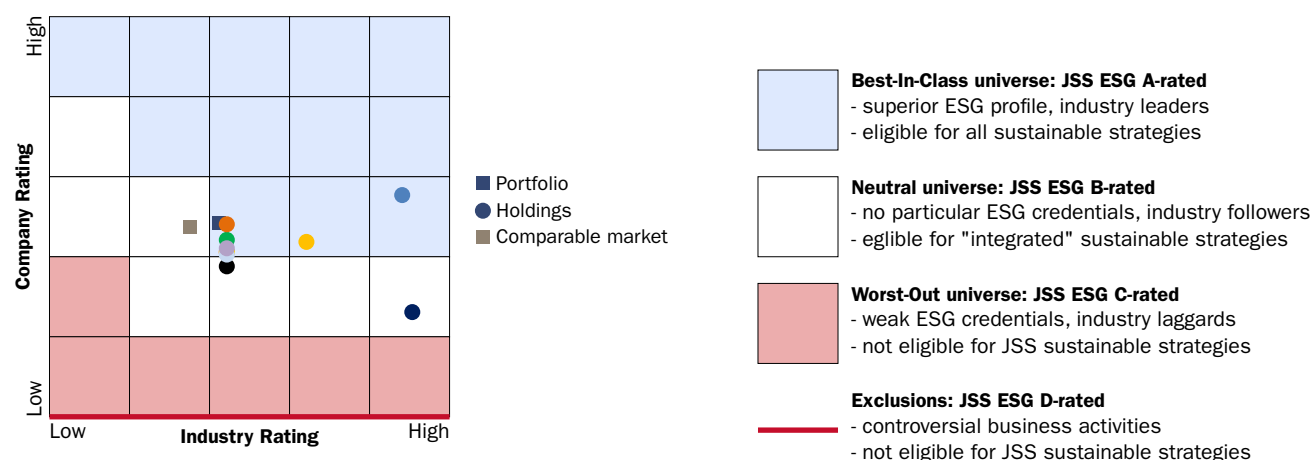 High
Company Rating
Low
Low
Industry Rating
High
Portfolio
Holdings
Comparable market
Best-In-Class universe: JSS ESG A-rated
- superior ESG profile, industry leaders
- eligible for all sustainable strategies
Neutral universe: JSS ESG B-rated
- no particular ESG credentials, industry followers
- eglible for "integrated" sustainable strategies
Worst-Out universe: JSS ESG C-rated
- weak ESG credentials, industry laggards
- not eligible for JSS sustainable strategies
Exclusions: JSS ESG D-rated
- controversial business activities
- not eligible for JSS sustainable strategies